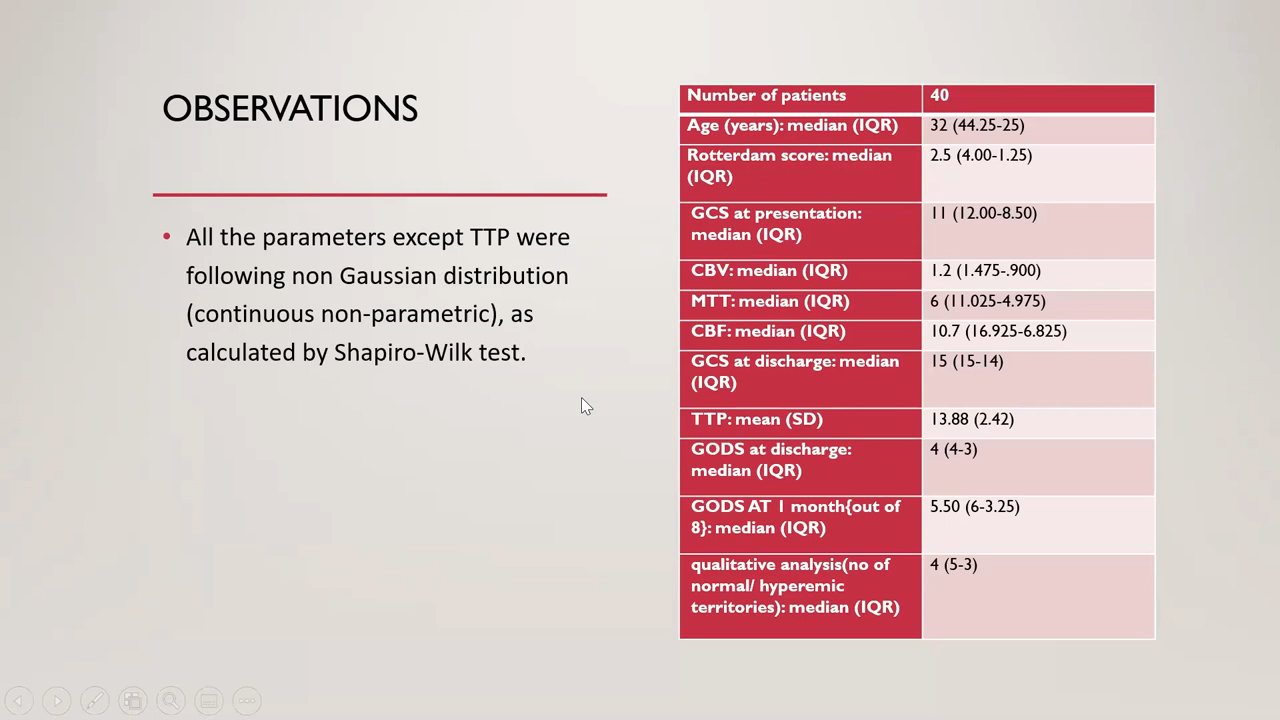 OBSERVATIONS
• All the parameters except TTP were
following non Gaussian distribution
(continuous non-parametric), as
calculated by Shapiro-Wilk test.
Number of patients 40
Age (years): median (IQR) 32 (44.25-25)
Rotterdam score: median 2.5 (4.00-1.25)
(IQR)
GCS at presentation: 11 (12.00-8.50)
median (IQR)
CBV: median (IQR) 1.2 (1.475-.900)
MTT: median (IQR) 6 (11.025-4.975)
CBF: median (IQR) 10.7 (16.925-6.825)
GCS at discharge: median 15 (15-14)
(IQR)
TTP: mean (SD) 13.88 (2.42)
GODS at discharge: 4 (4-3)
median (IQR)
GODS AT 1 month{out of 5.50 (6-3.25)
8}: median (IQR)
qualitative analysis(no of 4 (5-3)
normal/ hyperemic
territories): median (IQR)